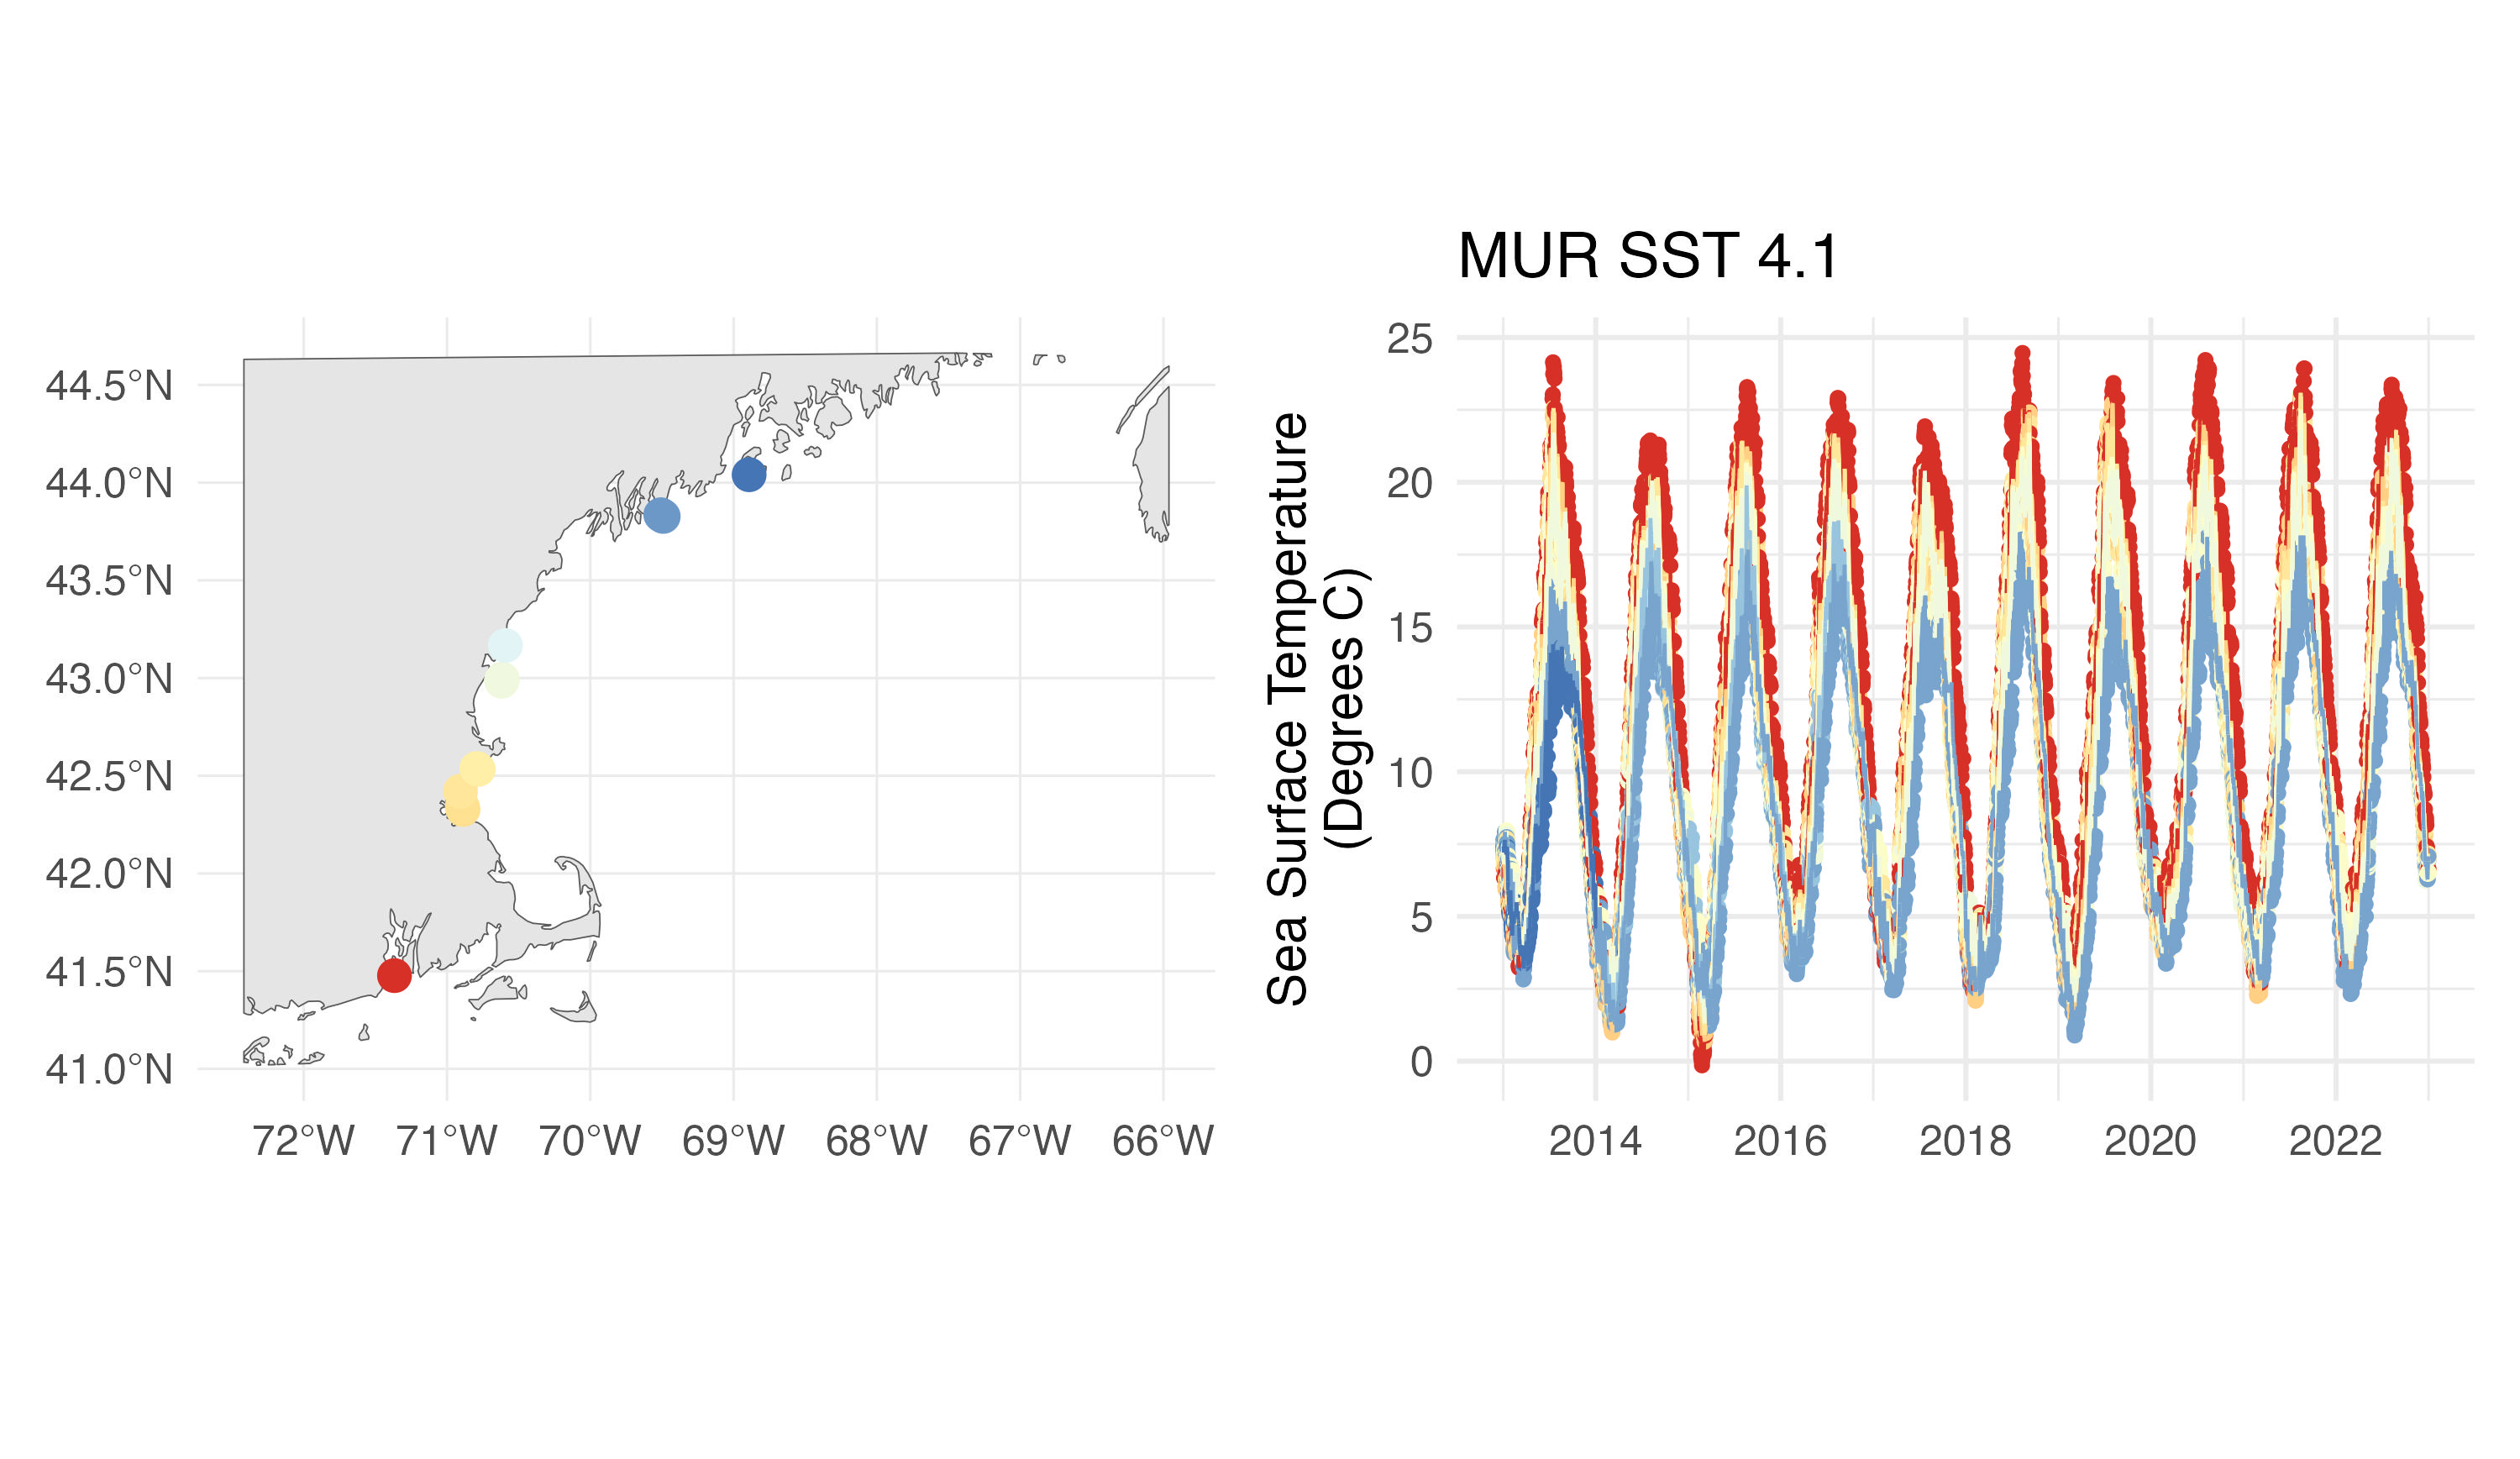 44.5°N
44.0°N
43.5°N
43.0°N
42.5°N
42.0°N
41.5°N
41.0°N
72°W 71°W 70°W 69°W 68°W 67°W 66°W
MUR SST 4.1
Sea Surface Temperature
(Degrees C)
25
20
15
10
5
0
2014 2016 2018 2020 2022